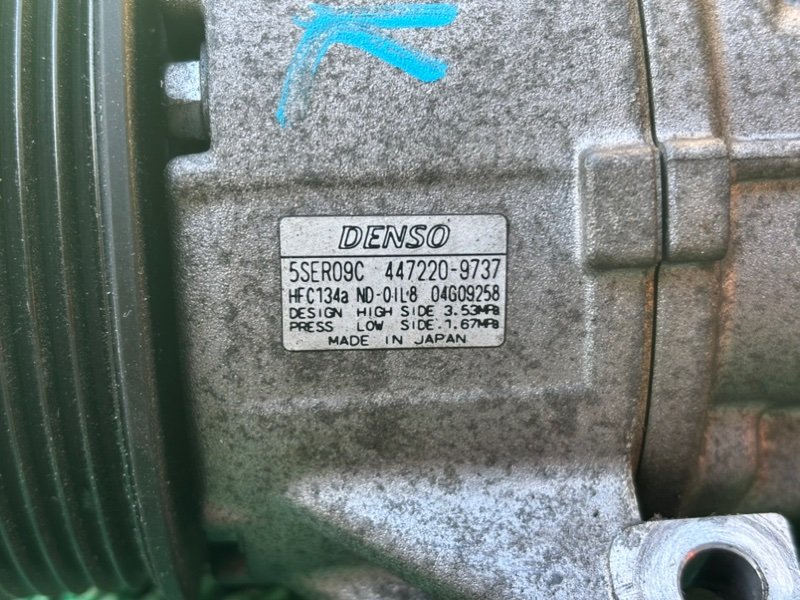 DENSO
5SER09C 447220-9737
HFC134a ND-OIL8 04G09258
DESIGN HIGH SIDE 3.53MPa
PRESS LOW SIDE 1.67MPa
MADE IN JAPAN